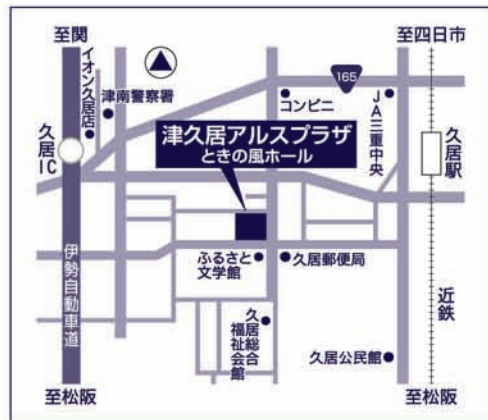 至関
至四日市
イオン久居店
津南警察署
165
コンビニ
JA三重中央
久居IC
津久居アルスプラザ
ときの風ホール
久居駅
伊勢自動車道
ふるさと
文学館
久居郵便局
近鉄
久居総合
福祉会館
久居公民館
至松阪
至松阪